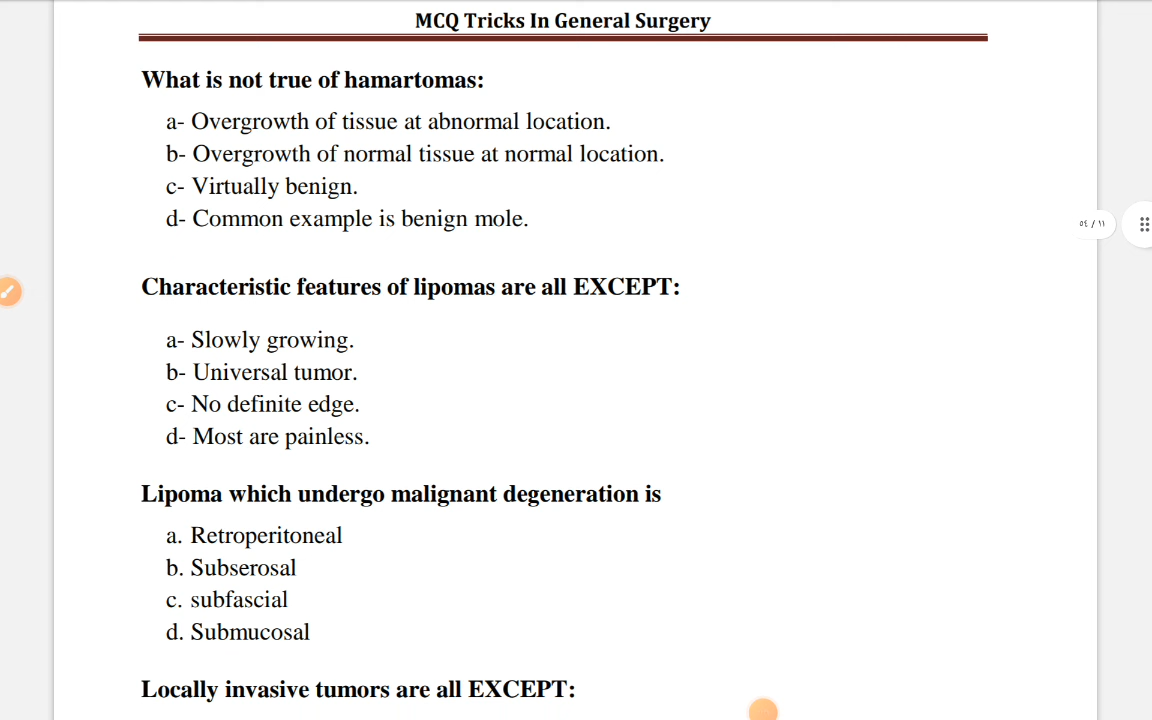 MCQ Tricks In General Surgery
What is not true of hamartomas:
a- Overgrowth of tissue at abnormal location.
b- Overgrowth of normal tissue at normal location.
c- Virtually benign.
d- Common example is benign mole.
٥٤ / ١١
Characteristic features of lipomas are all EXCEPT:
a- Slowly growing.
b- Universal tumor.
c- No definite edge.
d- Most are painless.
Lipoma which undergo malignant degeneration is
a. Retroperitoneal
b. Subserosal
c. subfascial
d. Submucosal
Locally invasive tumors are all EXCEPT: